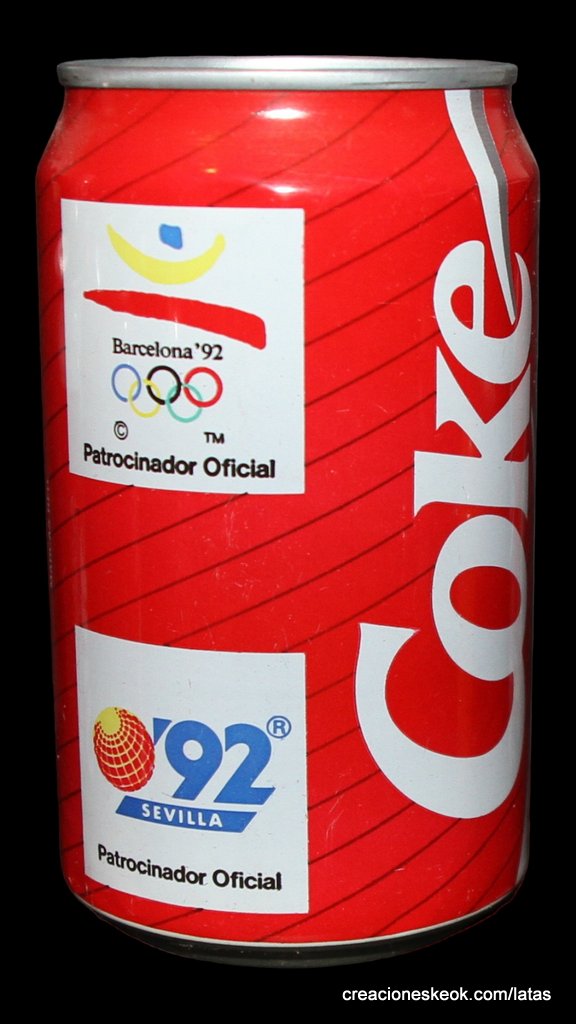 Barcelona'92
© TM
Patrocinador Oficial
Coke
'92®
SEVILLA
Patrocinador Oficial
creacioneskeok.com/latas